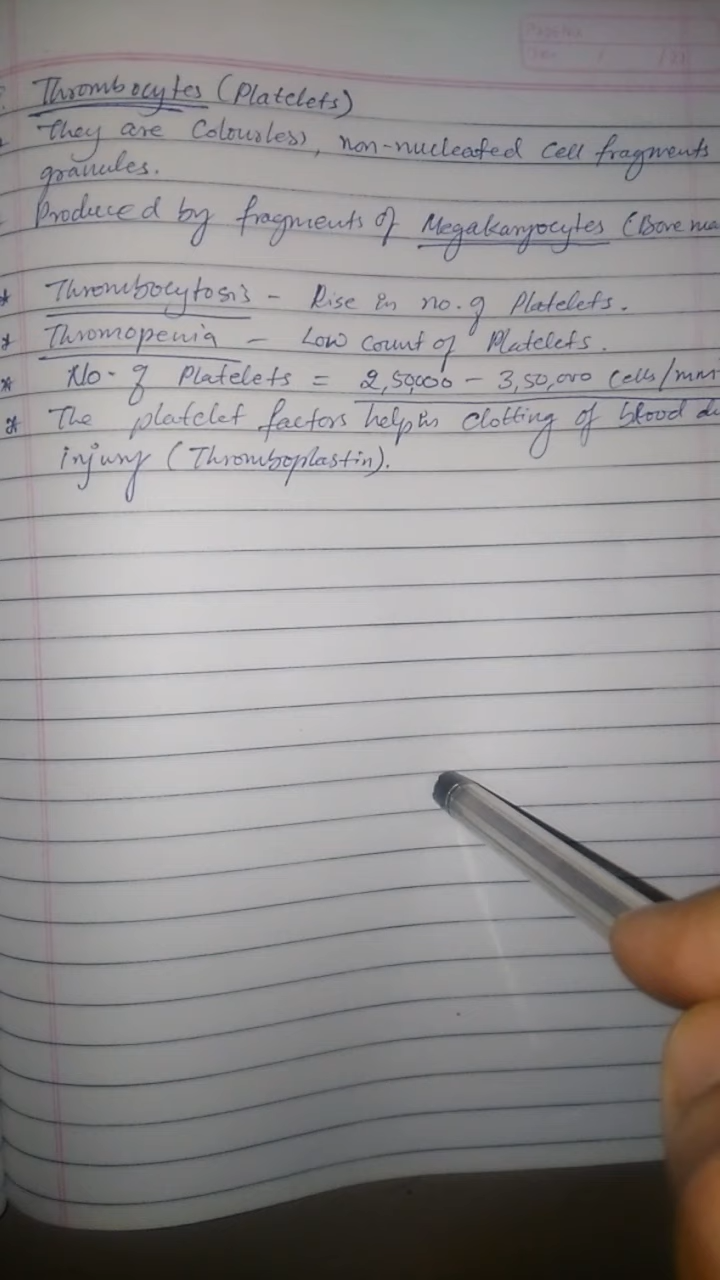 Thrombocytes (Platelets)
They are Colourless, non-nucleated cell fragments
granules.
Produced by fragments of Megakaryocytes (Bone ma
* Thrombocytosis - Rise in no. of Platelets.
* Thromopenia - Low Count of Platelets.
* No. of Platelets = 2,50,000 - 3,50,000 Cells/mm
* The platelet factors help in clotting of blood du
injury (Thromboplastin).